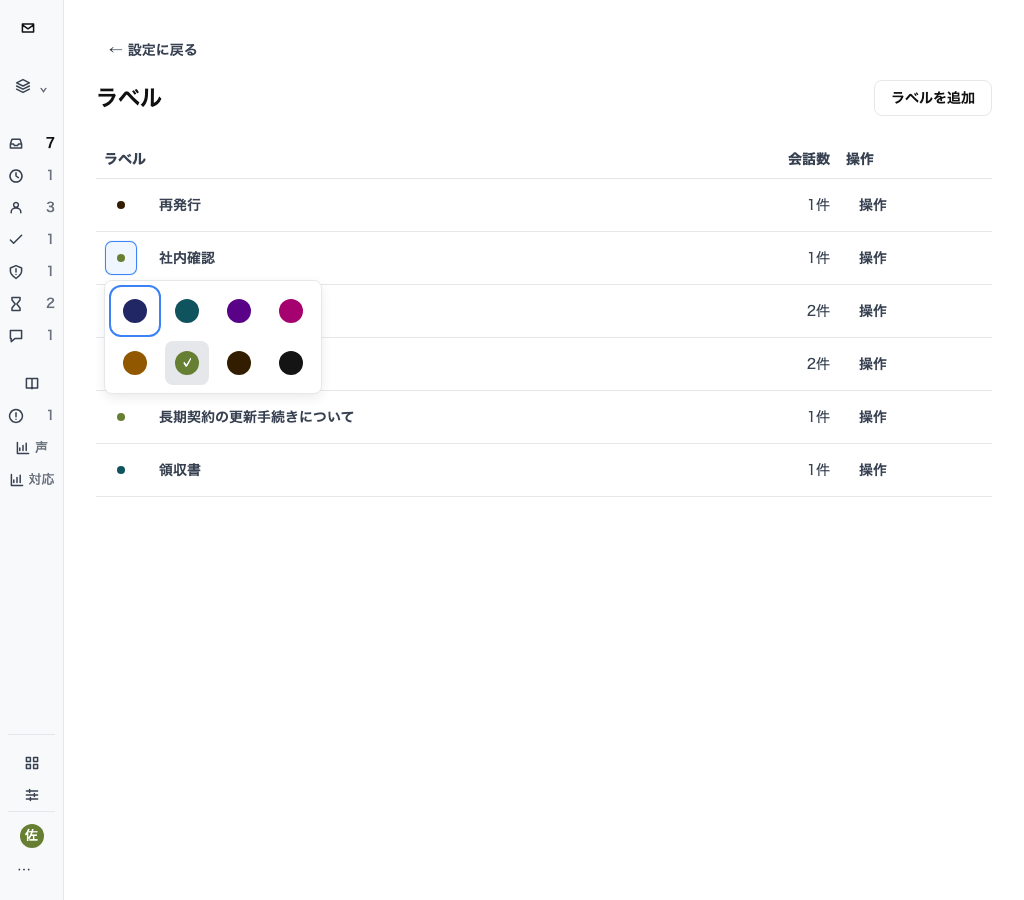 ← 設定に戻る
ラベル
ラベルを追加
ラベル 会話数 操作
再発行 1件 操作
社内確認 1件 操作
2件 操作
2件 操作
長期契約の更新手続きについて 1件 操作
領収書 1件 操作
7
1
3
1
1
2
1
1
声
対応
佐
…